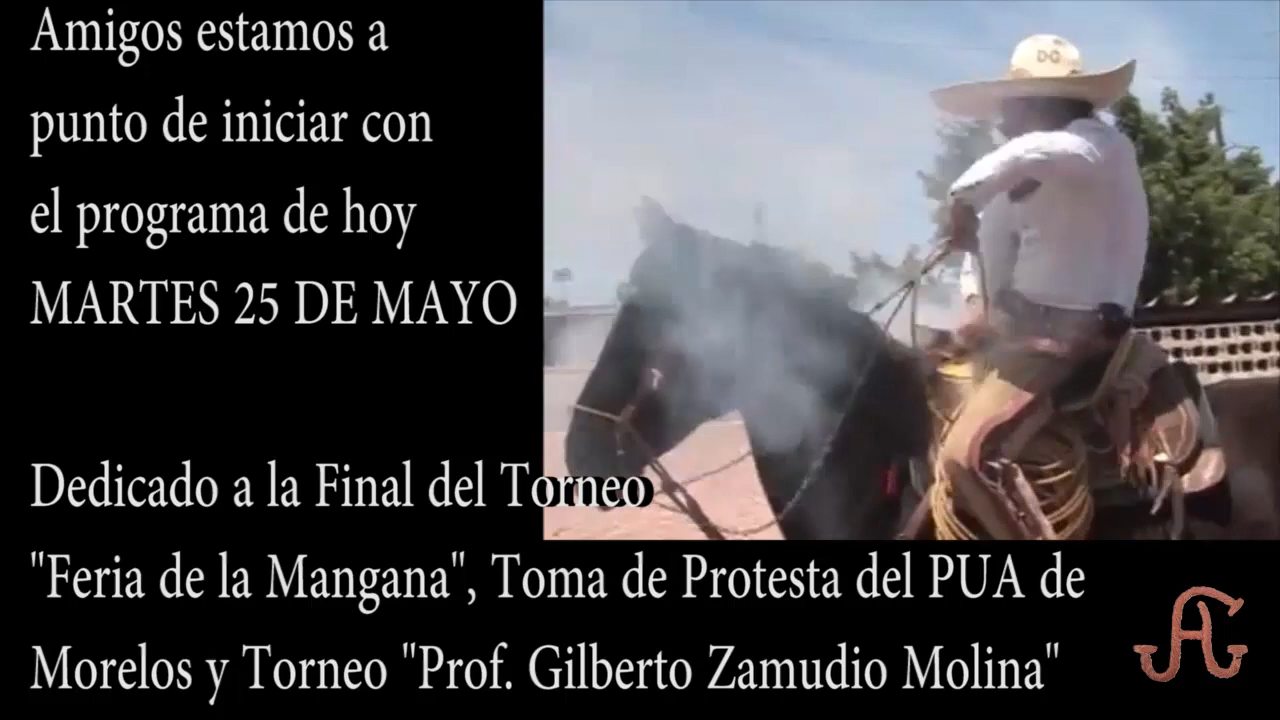 Amigos estamos a
punto de iniciar con
el programa de hoy
MARTES 25 DE MAYO
Dedicado a la Final del Torneo
"Feria de la Mangana", Toma de Protesta del PUA de
Morelos y Torneo "Prof. Gilberto Zamudio Molina"
DC